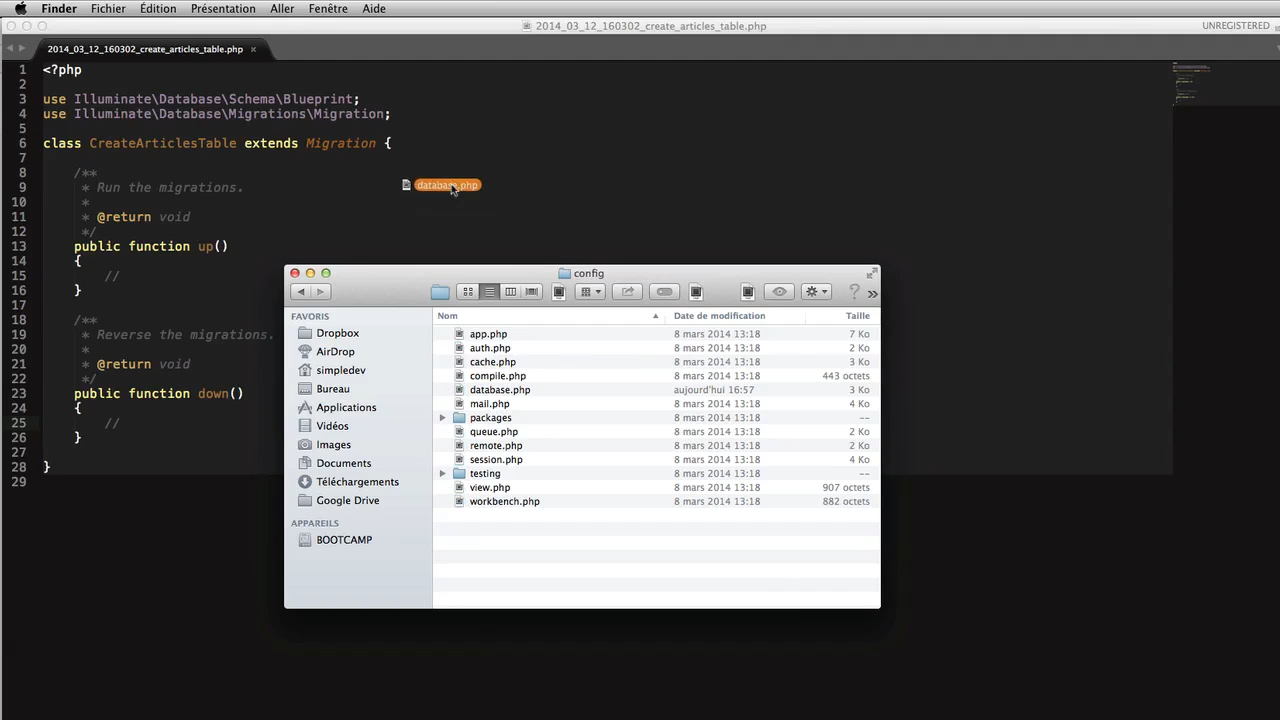 Finder Fichier Édition Présentation Aller Fenêtre Aide
2014_03_12_160302_create_articles_table.php UNREGISTERED
2014_03_12_160302_create_articles_table.php ×
1 <?php
2
3 use Illuminate\Database\Schema\Blueprint;
4 use Illuminate\Database\Migrations\Migration;
5
6 class CreateArticlesTable extends Migration {
7
8 /**
9 * Run the migrations.
10 *
11 * @return void
12 */
13 public function up()
14 {
15 //
16 }
17
18 /**
19 * Reverse the migrations.
20 *
21 * @return void
22 */
23 public function down()
24 {
25 //
26 }
27
28 }
29
database.php
config
FAVORIS
Dropbox
AirDrop
simpledev
Bureau
Applications
Vidéos
Images
Documents
Téléchargements
Google Drive
APPAREILS
BOOTCAMP
Nom Date de modification Taille
app.php 8 mars 2014 13:18 7 Ko
auth.php 8 mars 2014 13:18 2 Ko
cache.php 8 mars 2014 13:18 3 Ko
compile.php 8 mars 2014 13:18 443 octets
database.php aujourd'hui 16:57 3 Ko
mail.php 8 mars 2014 13:18 4 Ko
packages 8 mars 2014 13:18 --
queue.php 8 mars 2014 13:18 2 Ko
remote.php 8 mars 2014 13:18 2 Ko
session.php 8 mars 2014 13:18 4 Ko
testing 8 mars 2014 13:18 --
view.php 8 mars 2014 13:18 907 octets
workbench.php 8 mars 2014 13:18 882 octets